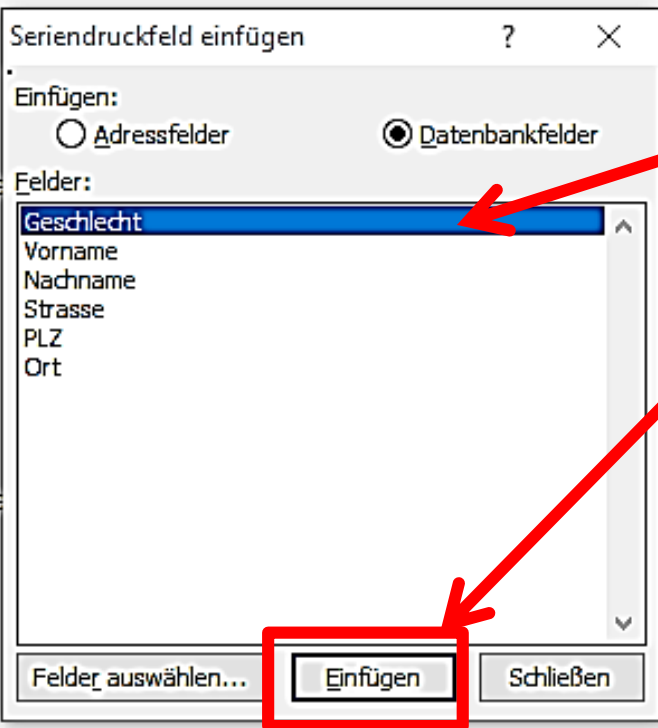 Seriendruckfeld einfügen ? ×
Einfügen:
Adressfelder Datenbankfelder
Felder:
Geschlecht
Vorname
Nachname
Strasse
PLZ
Ort
Felder auswählen... Einfügen Schließen